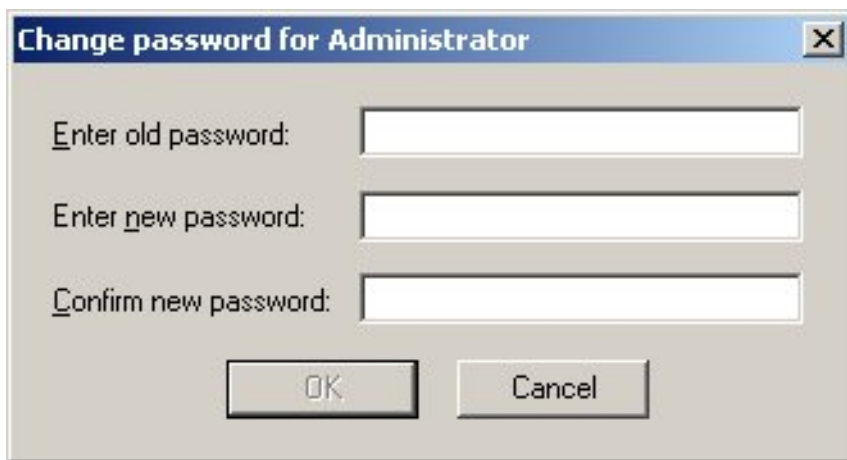 Change password for Administrator
Enter old password:
Enter new password:
Confirm new password:
OK Cancel